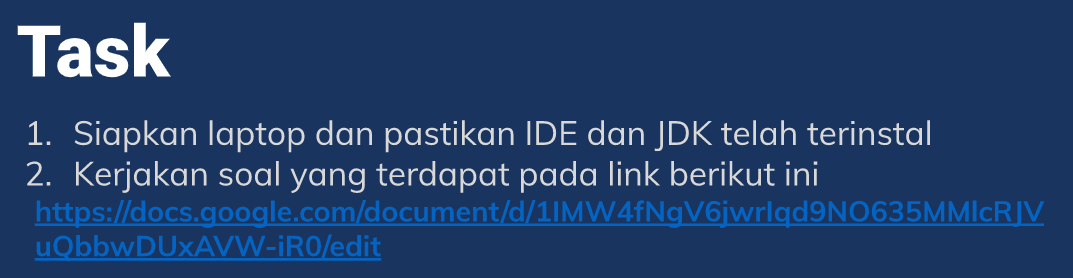 Task
1. Siapkan laptop dan pastikan IDE dan JDK telah terinstal
2. Kerjakan soal yang terdapat pada link berikut ini
https://docs.google.com/document/d/1IMW4fNgV6jwrIqd9NO635MMlcRJV
uQbbwDUxAVW-iR0/edit